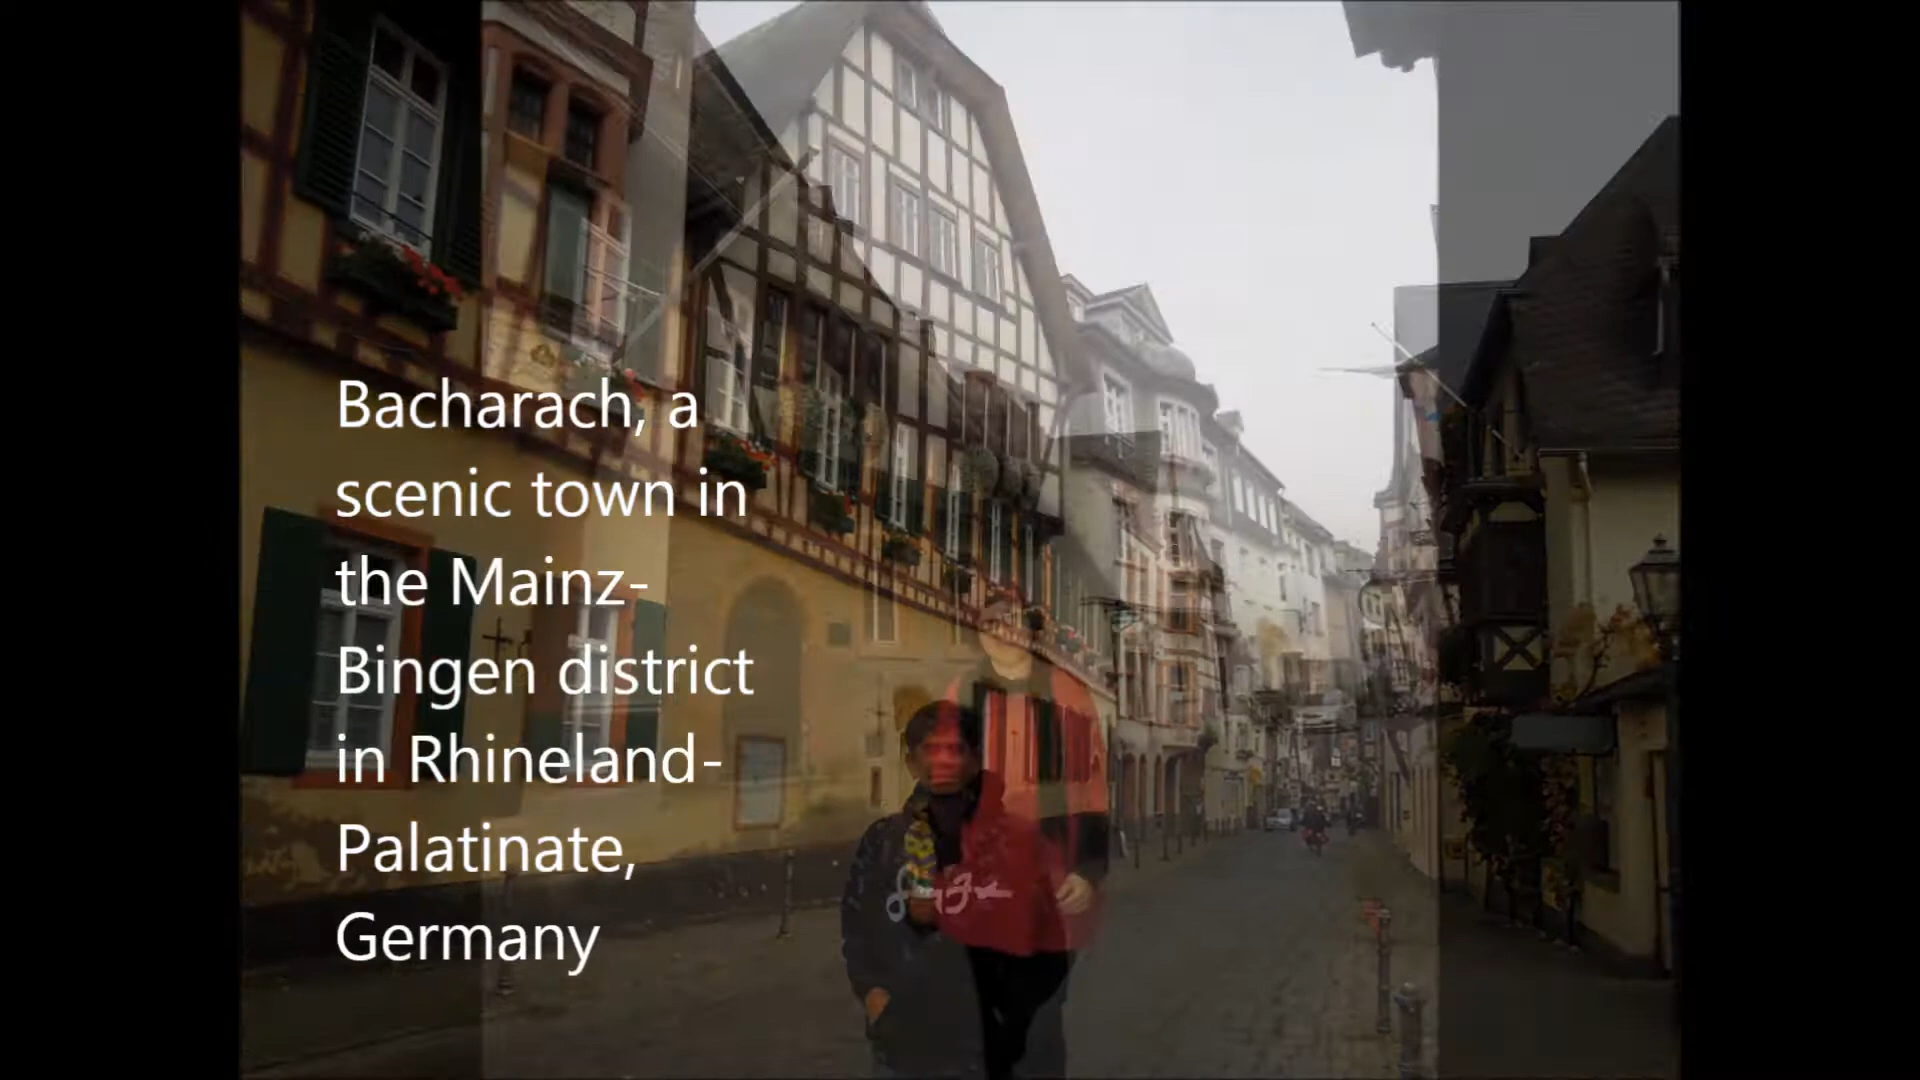 Bacharach, a
scenic town in
the Mainz-
Bingen district
in Rhineland-
Palatinate,
Germany